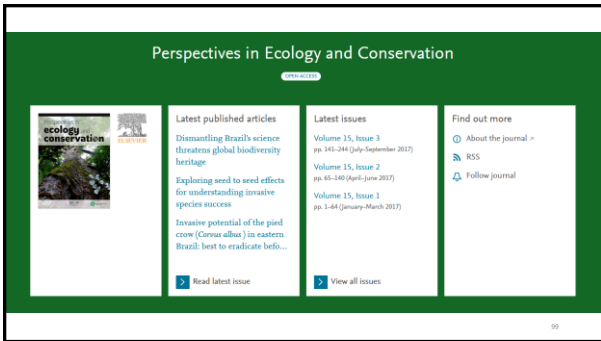 Perspectives in Ecology and Conservation
OPEN ACCESS
ecology and
conservation
ELSEVIER
Latest published articles
Dismantling Brazil's science
threatens global biodiversity
heritage
Exploring seed to seed effects
for understanding invasive
species success
Invasive potential of the pied
crow (Corvus albus) in eastern
Brazil: best to eradicate befo...
Read latest issue
Latest issues
Volume 15, Issue 3
pp. 141–244 (July–September 2017)
Volume 15, Issue 2
pp. 65–140 (April–June 2017)
Volume 15, Issue 1
pp. 1–64 (January–March 2017)
View all issues
Find out more
About the journal
RSS
Follow journal
99